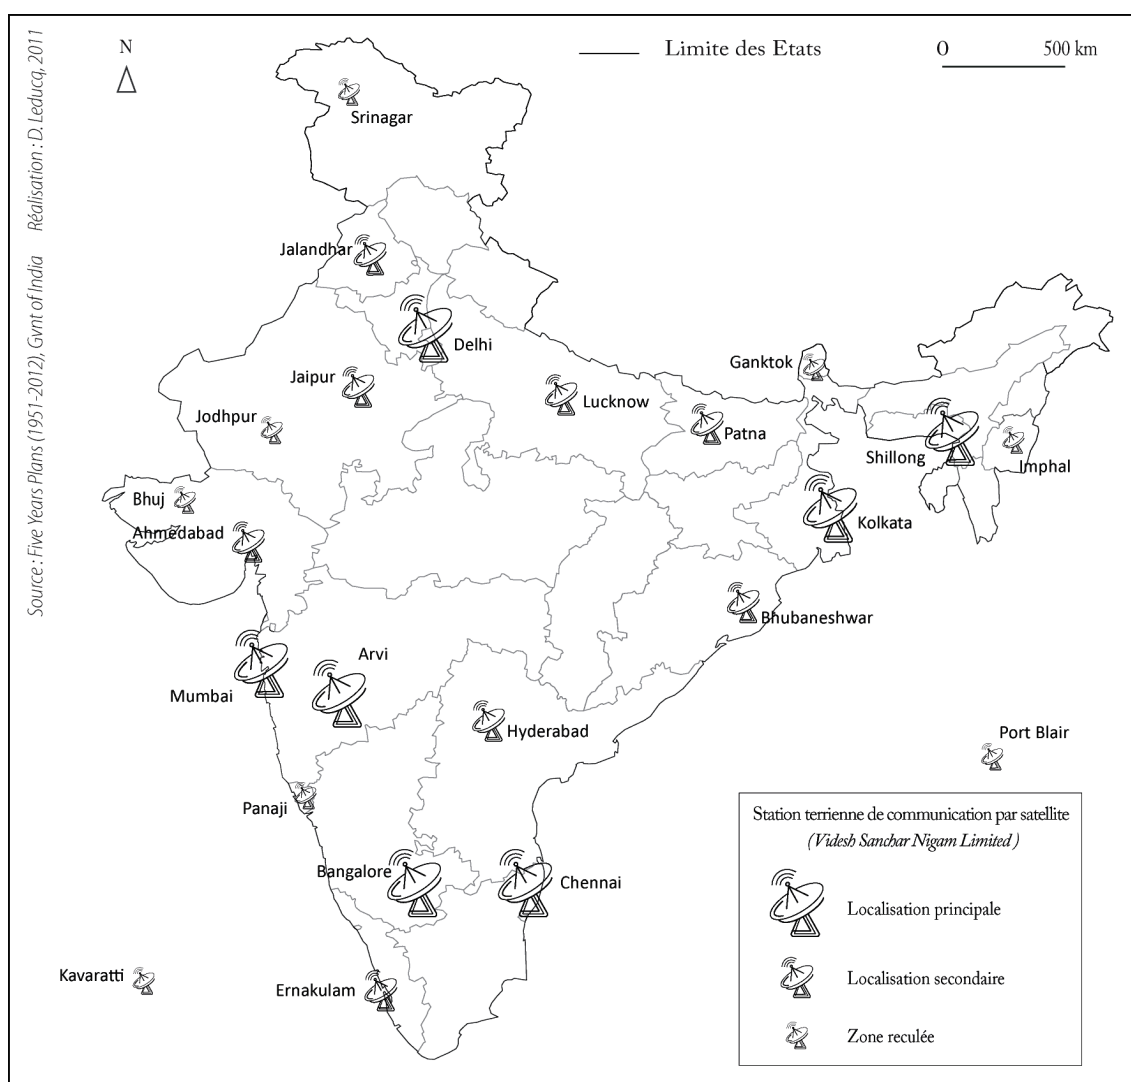 Source : Five Years Plans (1951-2012), Gvnt of India Réalisation : D. Leducq, 2011
N
Limite des Etats
0 500 km
Srinagar
Jalandhar
Delhi
Ganktok
Jaipur
Lucknow
Jodhpur
Patna
Shillong
Imphal
Bhuj
Ahmedabad
Kolkata
Bhubaneshwar
Arvi
Mumbai
Hyderabad
Port Blair
Panaji
Bangalore
Chennai
Kavaratti
Ernakulam
Station terrienne de communication par satellite
(Videsh Sanchar Nigam Limited )
Localisation principale
Localisation secondaire
Zone reculée